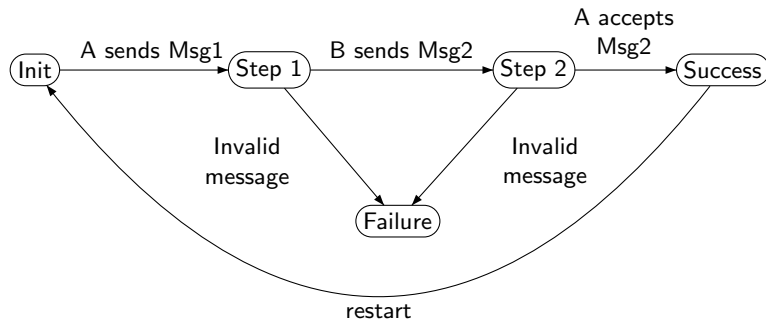 A accepts
Msg2
A sends Msg1
B sends Msg2
Init
Step 1
Step 2
Success
Invalid
message
Invalid
message
Failure
restart